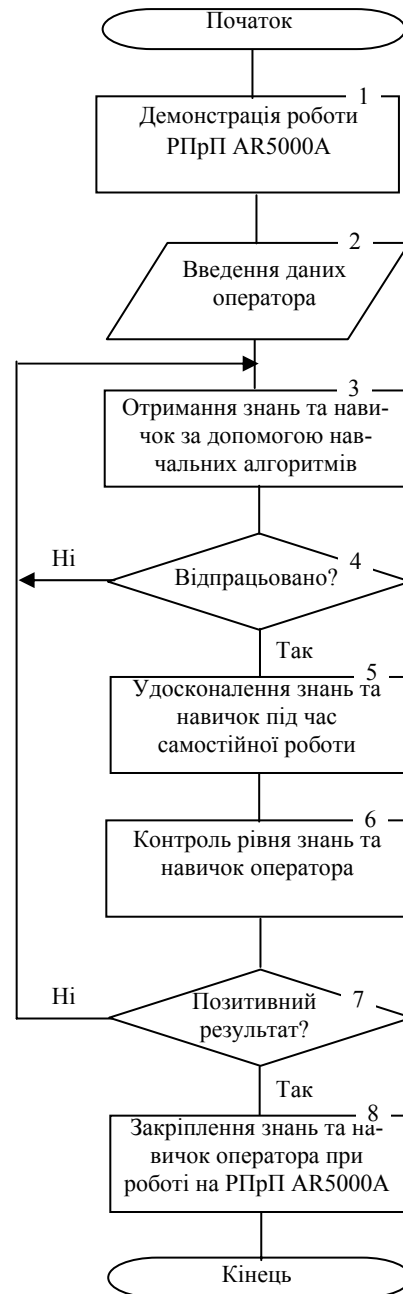 Початок
1
Демонстрація роботи
РПрП AR5000A
2
Введення даних
оператора
3
Отримання знань та нави-
чок за допомогою нав-
чальних алгоритмів
Ні
4
Відпрацьовано?
Так
5
Удосконалення знань та
навичок під час
самостійної роботи
6
Контроль рівня знань та
навичок оператора
Ні
7
Позитивний
результат?
Так
8
Закріплення знань та на-
вичок оператора при
роботі на РПрП AR5000A
Кінець